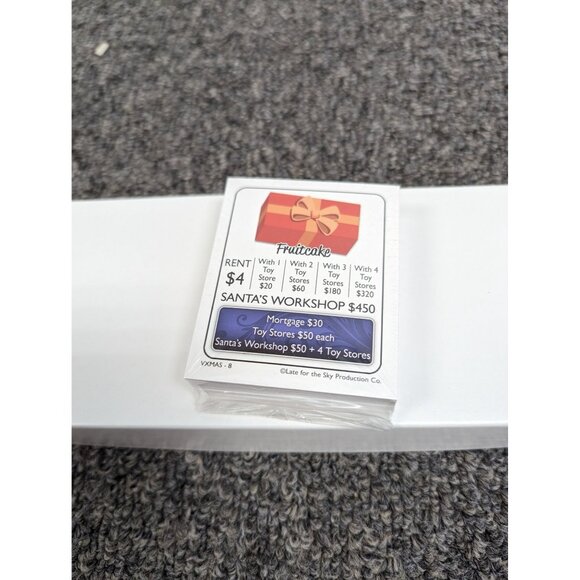 Fruitcake
RENT $4
With 1 Toy Store $20
With 2 Toy Stores $60
With 3 Toy Stores $180
With 4 Toy Stores $320
SANTA'S WORKSHOP $450
Mortgage $30
Toy Stores $50 each
Santa's Workshop $50 + 4 Toy Stores
VXMAS - 8
©Late for the Sky Production Co.